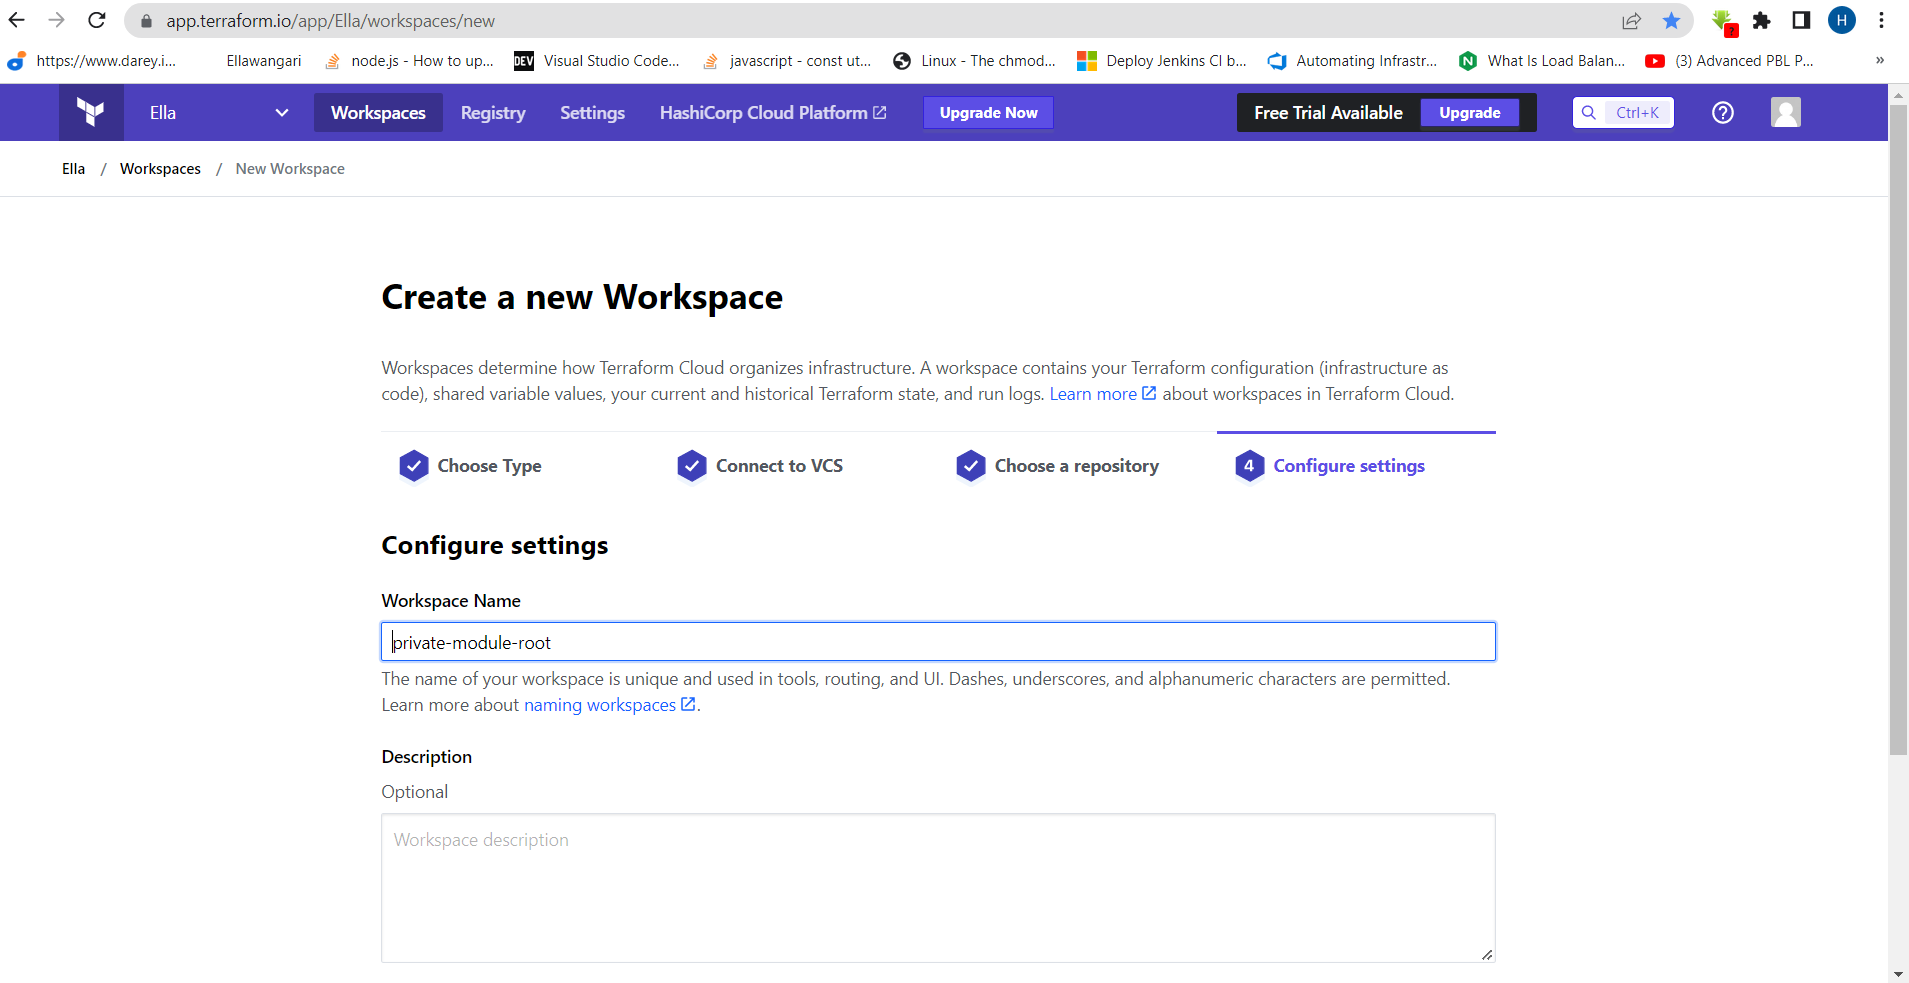 app.terraform.io/app/Ella/workspaces/new
?
H
https://www.darey.i...
Ellawangari
node.js - How to up...
DEV Visual Studio Code...
javascript - const ut...
Linux - The chmod...
Deploy Jenkins CI b...
Automating Infrastr...
N What Is Load Balan...
(3) Advanced PBL P...
»
Ella
Workspaces
Registry
Settings
HashiCorp Cloud Platform
Upgrade Now
Free Trial Available
Upgrade
Ctrl+K
?
Ella / Workspaces / New Workspace
Create a new Workspace
Workspaces determine how Terraform Cloud organizes infrastructure. A workspace contains your Terraform configuration (infrastructure as
code), shared variable values, your current and historical Terraform state, and run logs. Learn more about workspaces in Terraform Cloud.
Choose Type
Connect to VCS
Choose a repository
4 Configure settings
Configure settings
Workspace Name
private-module-root
The name of your workspace is unique and used in tools, routing, and UI. Dashes, underscores, and alphanumeric characters are permitted.
Learn more about naming workspaces .
Description
Optional
Workspace description